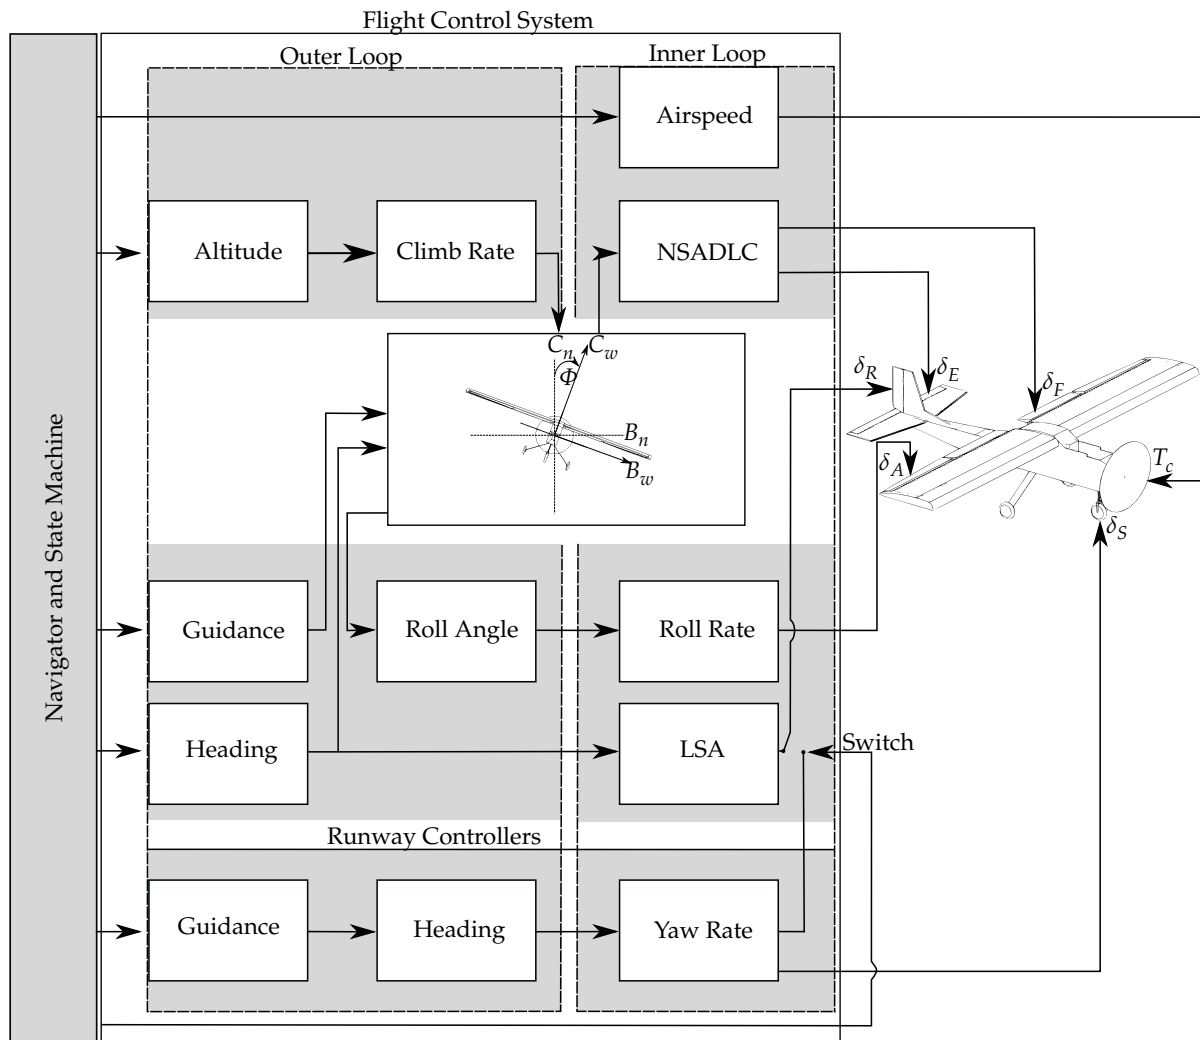 Flight Control System
Outer Loop
Inner Loop
Airspeed
Altitude
Climb Rate
NSADLC
C_n
C_w
Φ
B_n
B_w
δ_R
δ_E
δ_F
δ_A
T_c
δ_S
Navigator and State Machine
Guidance
Roll Angle
Roll Rate
Heading
LSA
Switch
Runway Controllers
Guidance
Heading
Yaw Rate